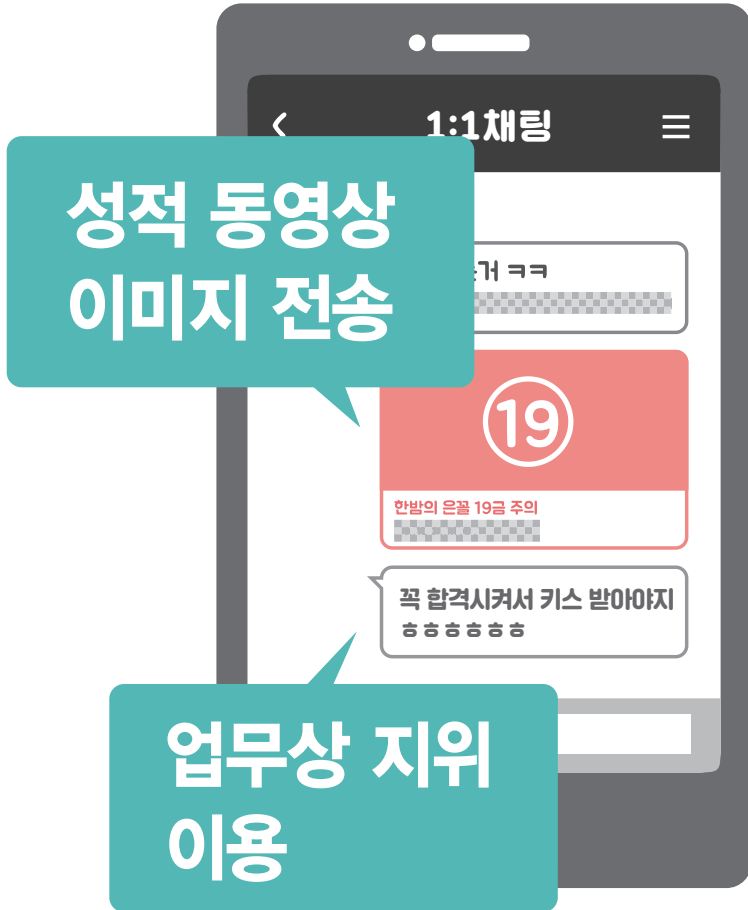 1:1채팅
성적 동영상
이미지 전송
ㅋㅋ
19
한밤의 은꼴 19금 주의
꼭 합격시켜서 키스 받아야지
ㅎㅎㅎㅎㅎㅎ
업무상 지위
이용